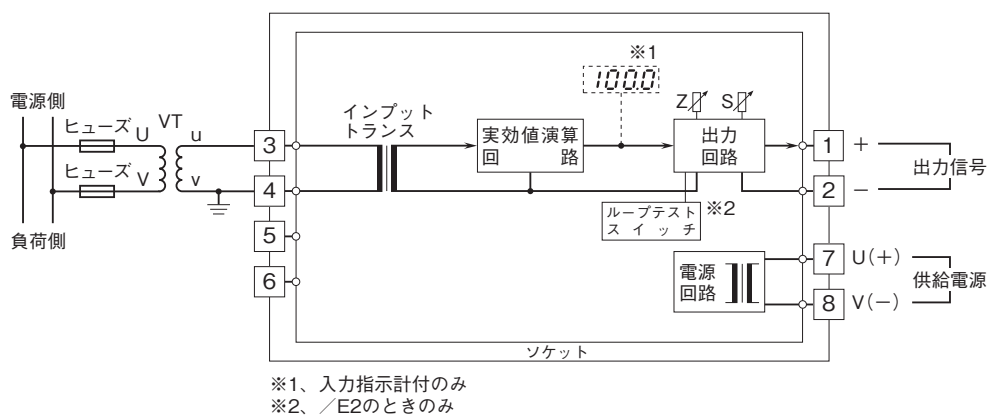 電源側
ヒューズ
U
VT
u
ヒューズ
V
v
負荷側
3
4
5
6
インプット
トランス
実効値演算
回路
※1
100.0
Z
S
出力
回路
ループテスト
スイッチ
※2
電源
回路
1
+
2
−
出力信号
7
U(+)
8
V(−)
供給電源
ソケット
※1、入力指示計付のみ
※2、／E2のときのみ